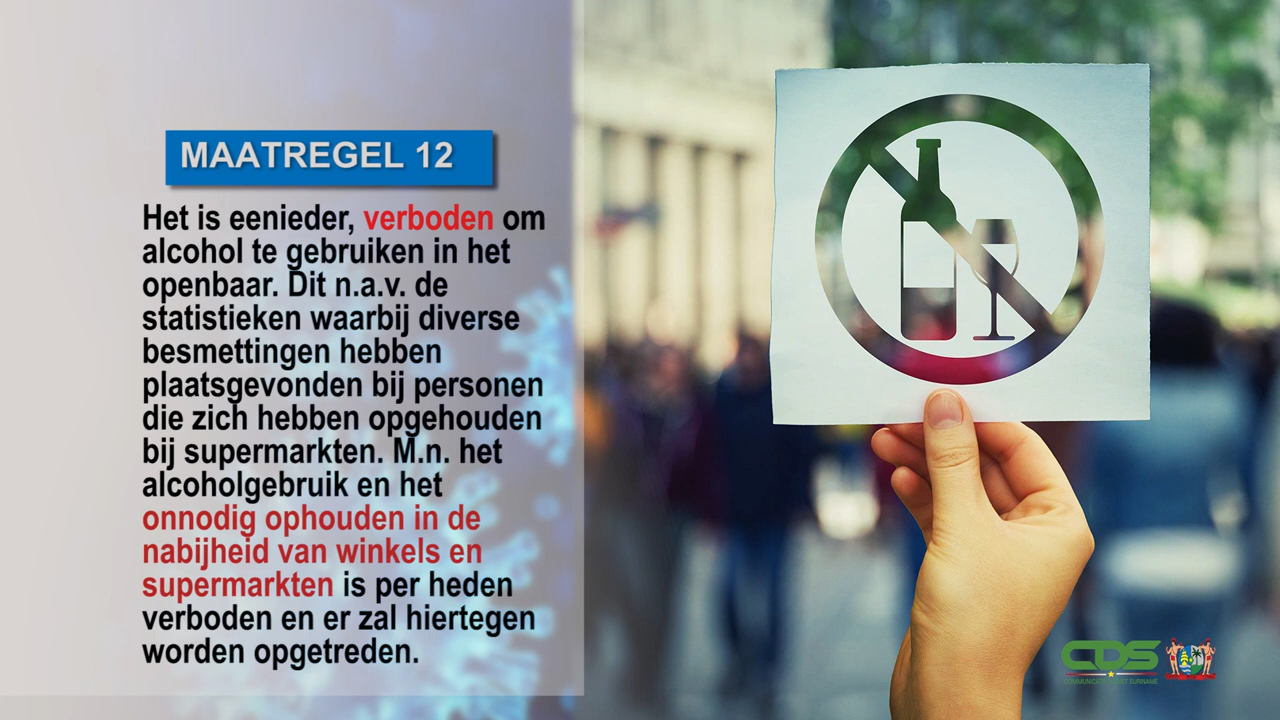 MAATREGEL 12
Het is eenieder, verboden om
alcohol te gebruiken in het
openbaar. Dit n.a.v. de
statistieken waarbij diverse
besmettingen hebben
plaatsgevonden bij personen
die zich hebben opgehouden
bij supermarkten. M.n. het
alcoholgebruik en het
onnodig ophouden in de
nabijheid van winkels en
supermarkten is per heden
verboden en er zal hiertegen
worden opgetreden.
CDS